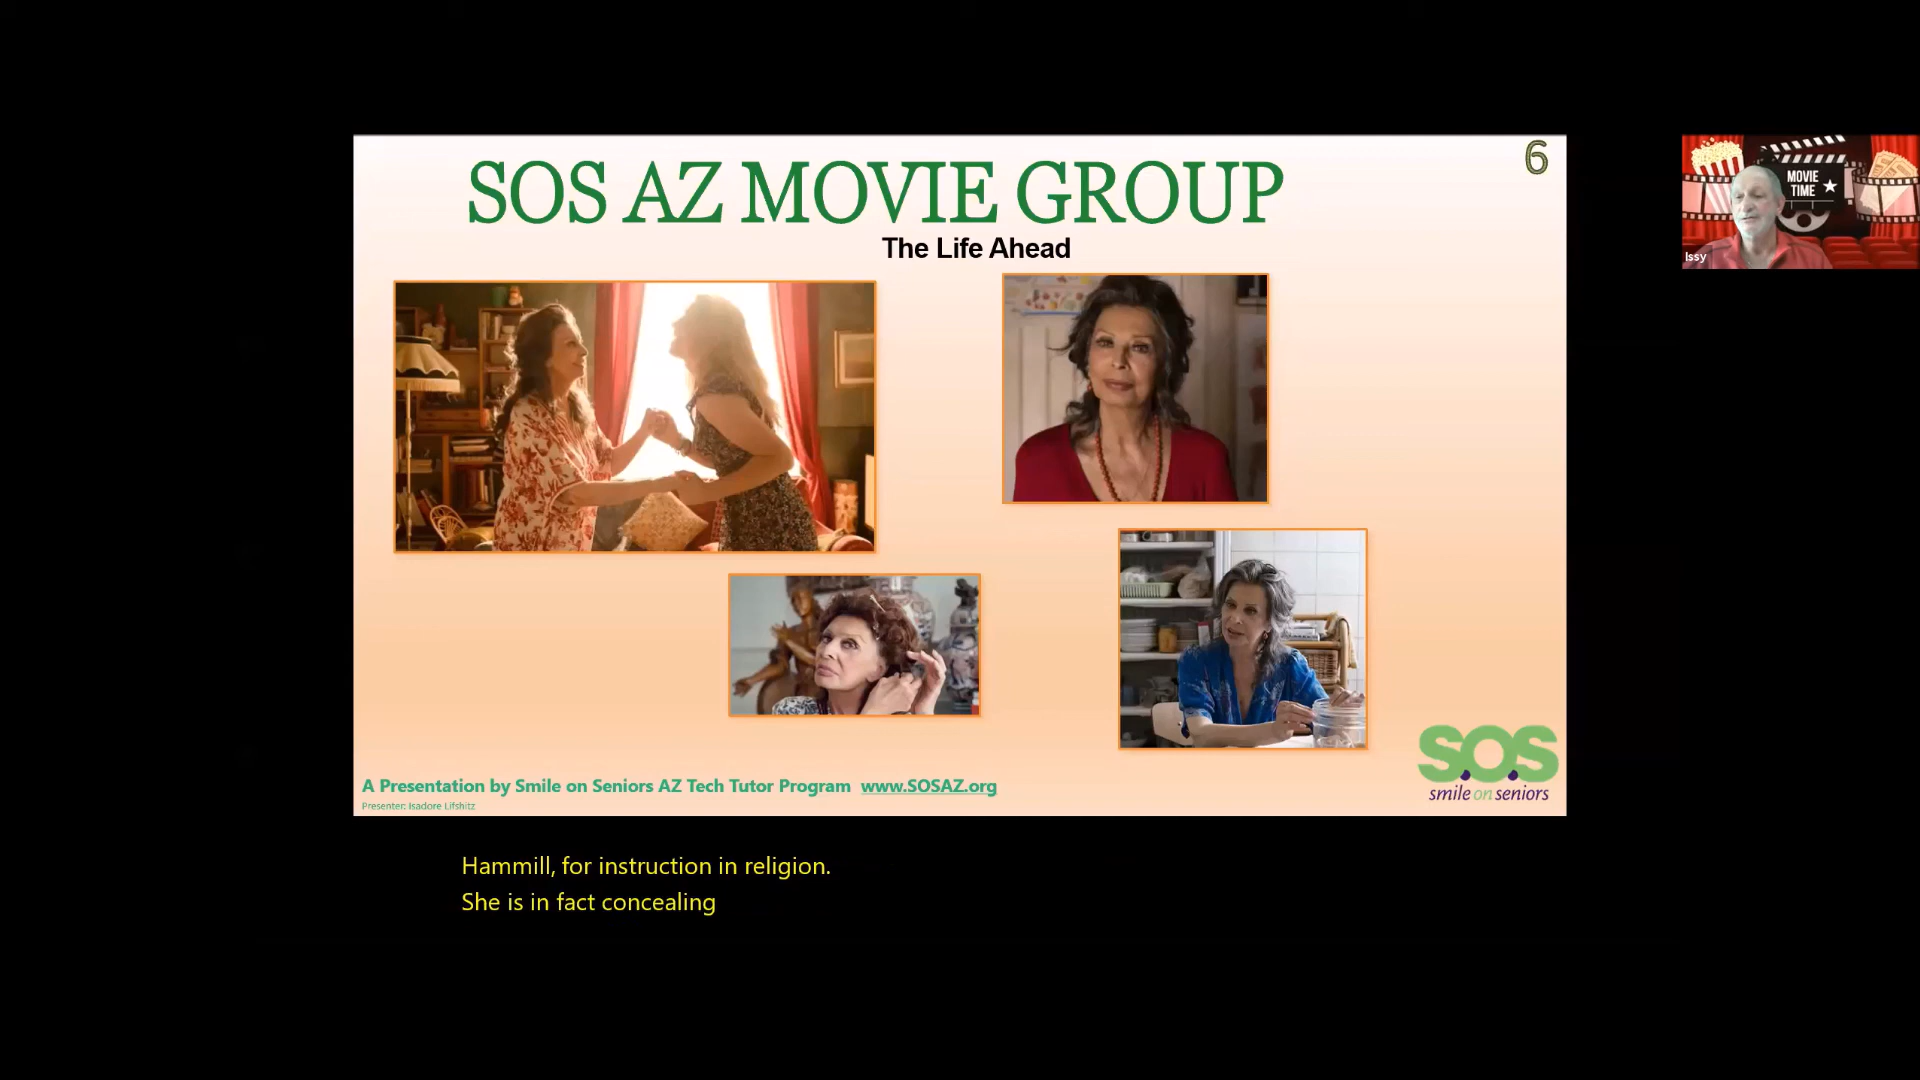 6
SOS AZ MOVIE GROUP
The Life Ahead
MOVIE
TIME
Issy
SOS
smile on seniors
A Presentation by Smile on Seniors AZ Tech Tutor Program www.SOSAZ.org
Presenter: Isadore Lifshitz
Hammill, for instruction in religion.
She is in fact concealing